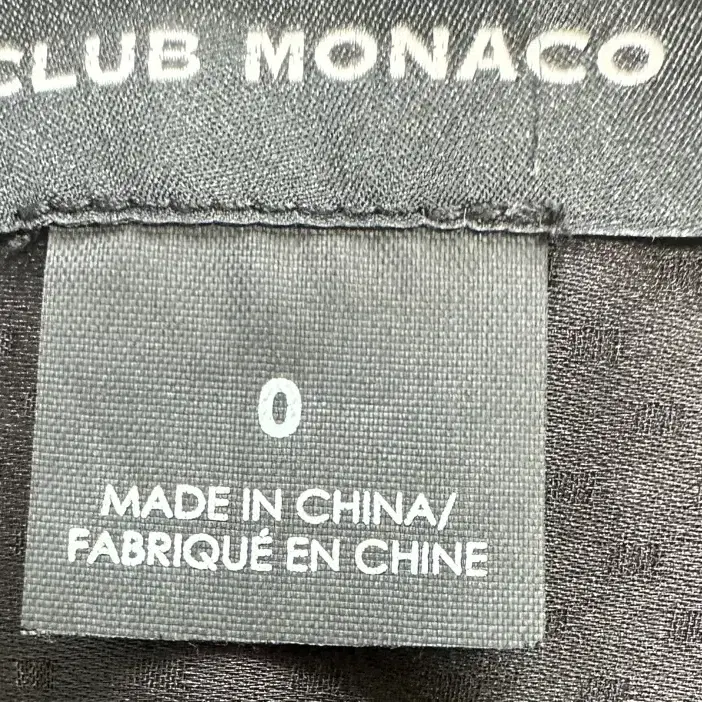 CLUB MONACO
0
MADE IN CHINA/
FABRIQUÉ EN CHINE